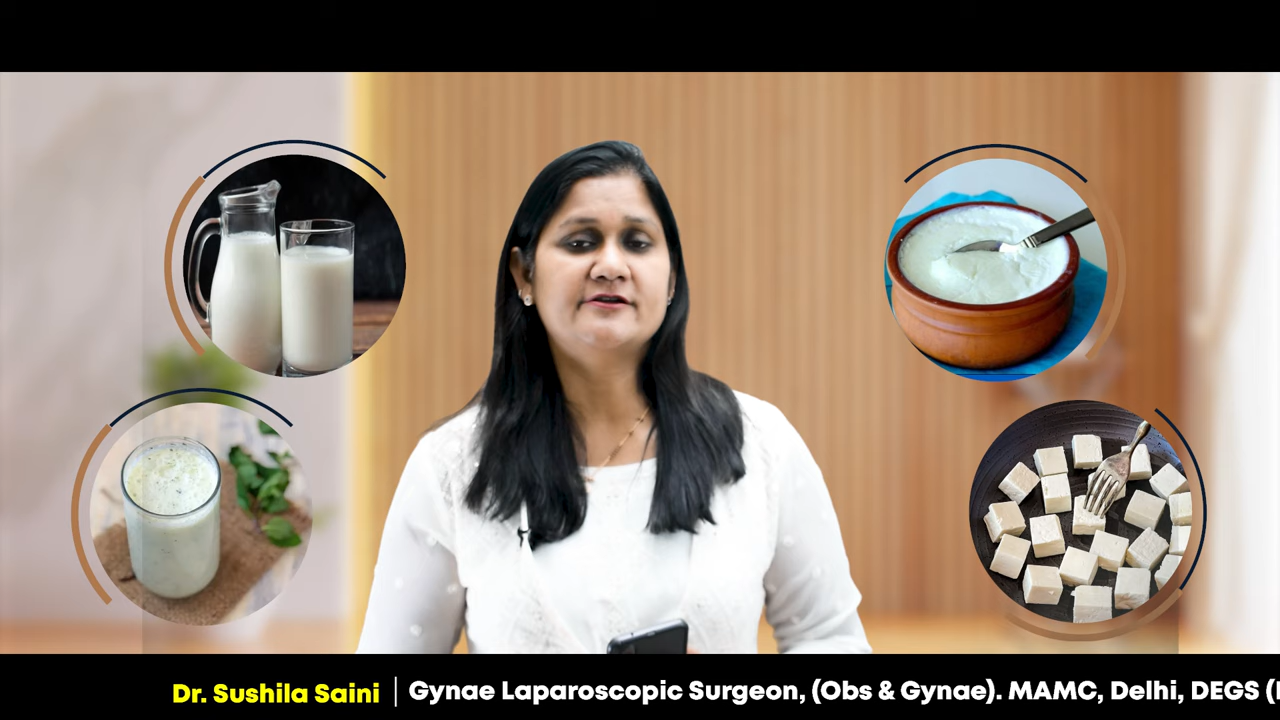 Dr. Sushila Saini | Gynae Laparoscopic Surgeon, (Obs & Gynae). MAMC, Delhi, DEGS (